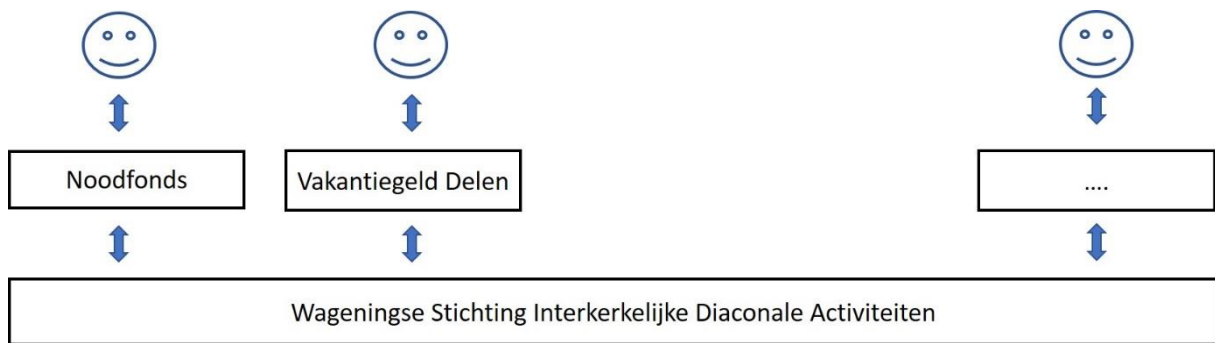 Noodfonds
Vakantiegeld Delen
....
Wageningse Stichting Interkerkelijke Diaconale Activiteiten